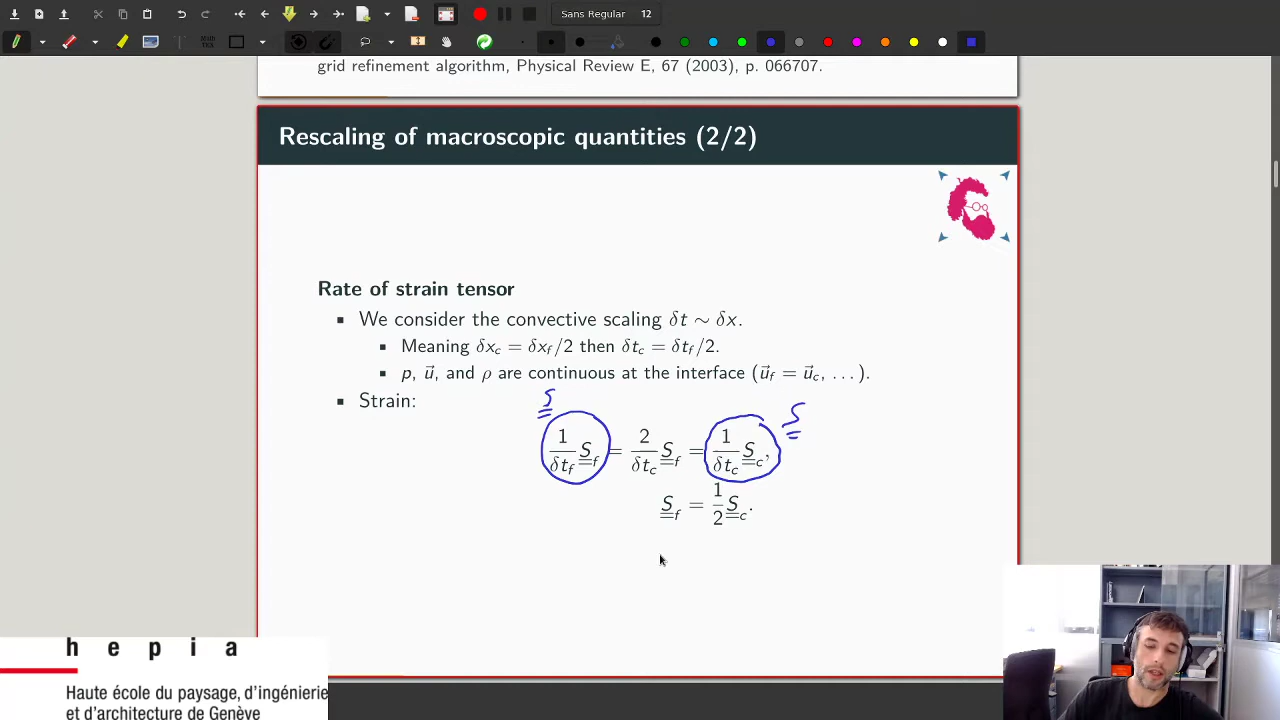 Sans Regular 12
grid refinement algorithm, Physical Review E, 67 (2003), p. 066707.
Rescaling of macroscopic quantities (2/2)
Rate of strain tensor
We consider the convective scaling δt ∼ δx.
Meaning δx_c = δx_f/2 then δt_c = δt_f/2.
p, u⃗, and ρ are continuous at the interface (u⃗_f = u⃗_c, ...).
Strain:
S S
1/δt_f S_f = 2/δt_c S_f = 1/δt_c S_c,
S_f = 1/2 S_c.
h e p i a
Haute école du paysage, d'ingénierie
et d'architecture de Genève